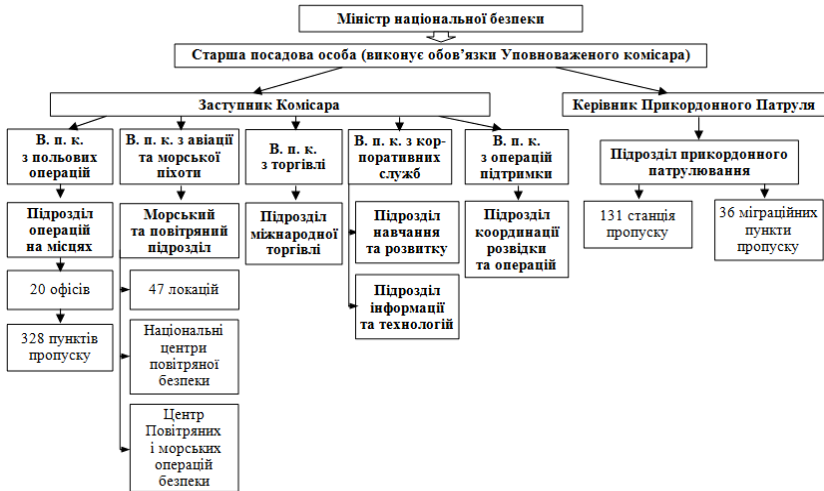 Міністр національної безпеки
Старша посадова особа (виконує обов’язки Уповноваженого комісара)
Заступник Комісара
Керівник Прикордонного Патруля
В. п. к.
з польових
операцій
В. п. к. з авіації
та морської
піхоти
В. п. к.
з торгівлі
В. п. к. з кор-
поративних
служб
В. п. к.
з операцій
підтримки
Підрозділ прикордонного
патрулювання
Підрозділ
операцій
на місцях
Морський
та повітряний
підрозділ
Підрозділ
міжнародної
торгівлі
Підрозділ
навчання
та розвитку
Підрозділ
координації
розвідки
та операцій
131 станція
пропуску
36 міграційних
пункти
пропуску
20 офісів
47 локацій
Підрозділ
інформації
та технологій
328 пунктів
пропуску
Національні
центри
повітряної
безпеки
Центр
Повітряних
і морських
операцій
безпеки